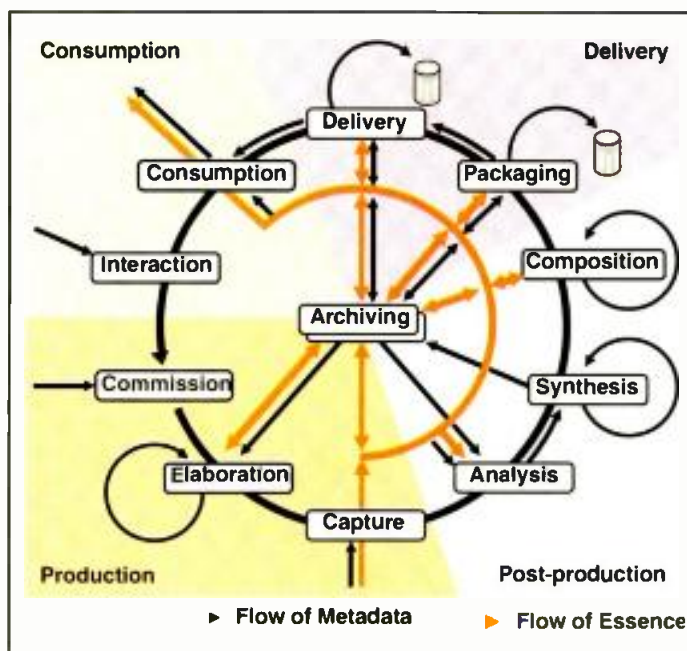 Consumption
Delivery
Delivery
Consumption
Packaging
Interaction
Composition
Archiving
Commission
Synthesis
Elaboration
Analysis
Capture
Production
Post-production
Flow of Metadata
Flow of Essence